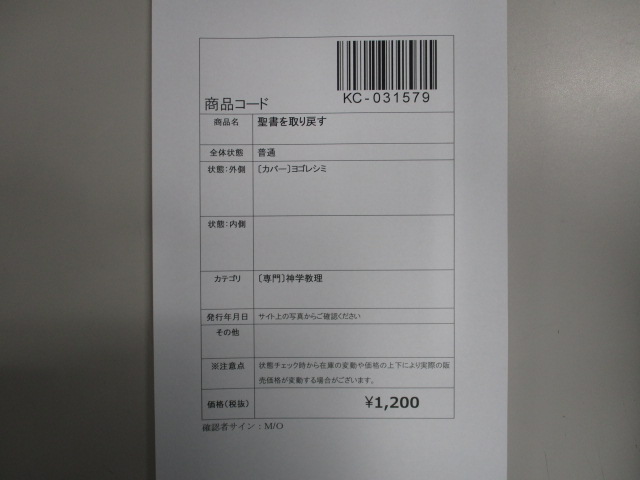 KC-031579
商品コード
商品名 聖書を取り戻す
全体状態 普通
状態：外側 〔カバー〕ヨゴレシミ
状態：内側
カテゴリ 〔専門〕神学教理
発行年月日 サイト上の写真からご確認ください
その他
※注意点 状態チェック時から在庫の変動や価格の上下により実際の販
売価格が変動する場合がございます。
価格（税抜） ¥1,200
確認者サイン：M/O